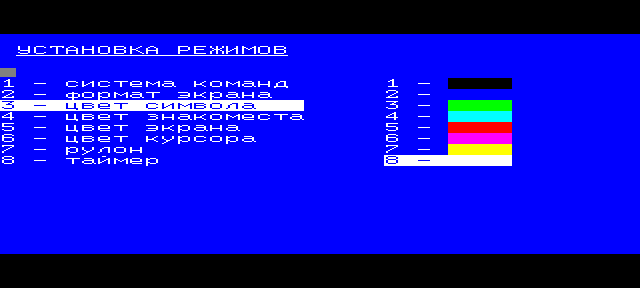 УСТАНОВКА РЕЖИМОВ
1 – система команд 1 –
2 – формат экрана 2 –
3 – цвет символа 3 –
4 – цвет знакоместа 4 –
5 – цвет экрана 5 –
6 – цвет курсора 6 –
7 – рулон 7 –
8 – таймер 8 –